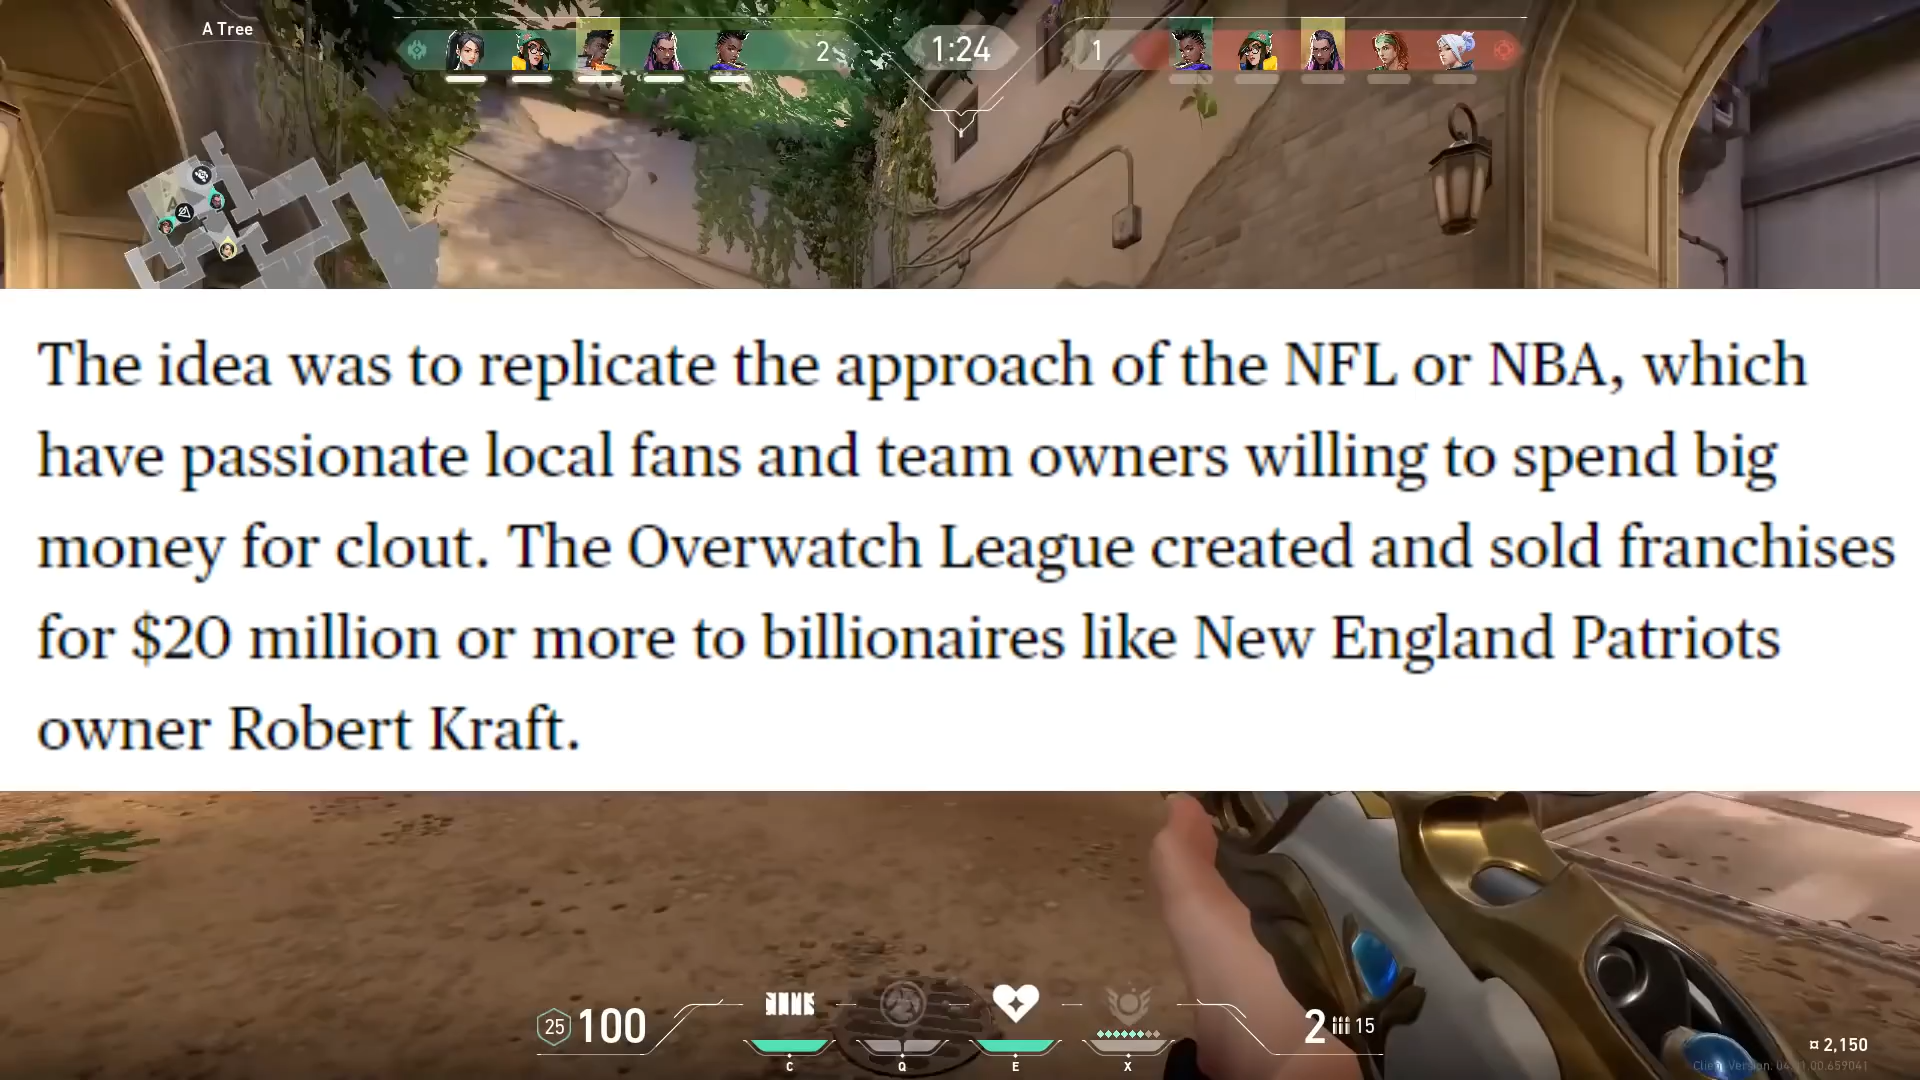 A Tree
2
1:24
1
The idea was to replicate the approach of the NFL or NBA, which
have passionate local fans and team owners willing to spend big
money for clout. The Overwatch League created and sold franchises
for $20 million or more to billionaires like New England Patriots
owner Robert Kraft.
25 100
2 15
C Q E X
¤ 2,150